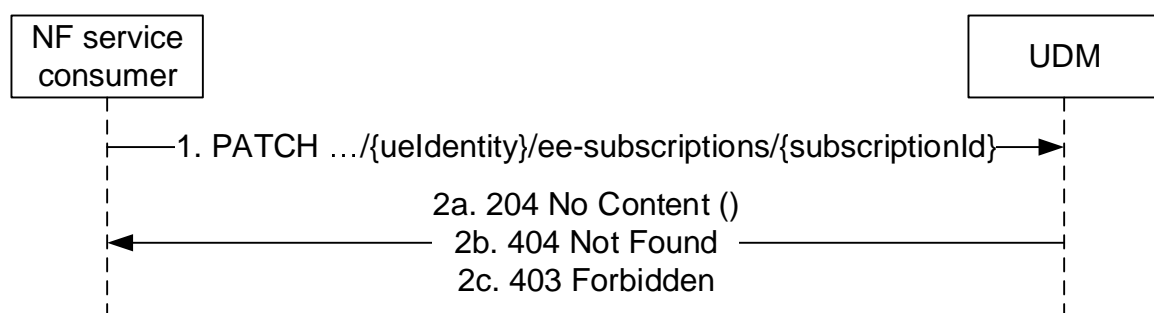 NF service
consumer
UDM
1. PATCH …/{ueIdentity}/ee-subscriptions/{subscriptionId}
2a. 204 No Content ()
2b. 404 Not Found
2c. 403 Forbidden